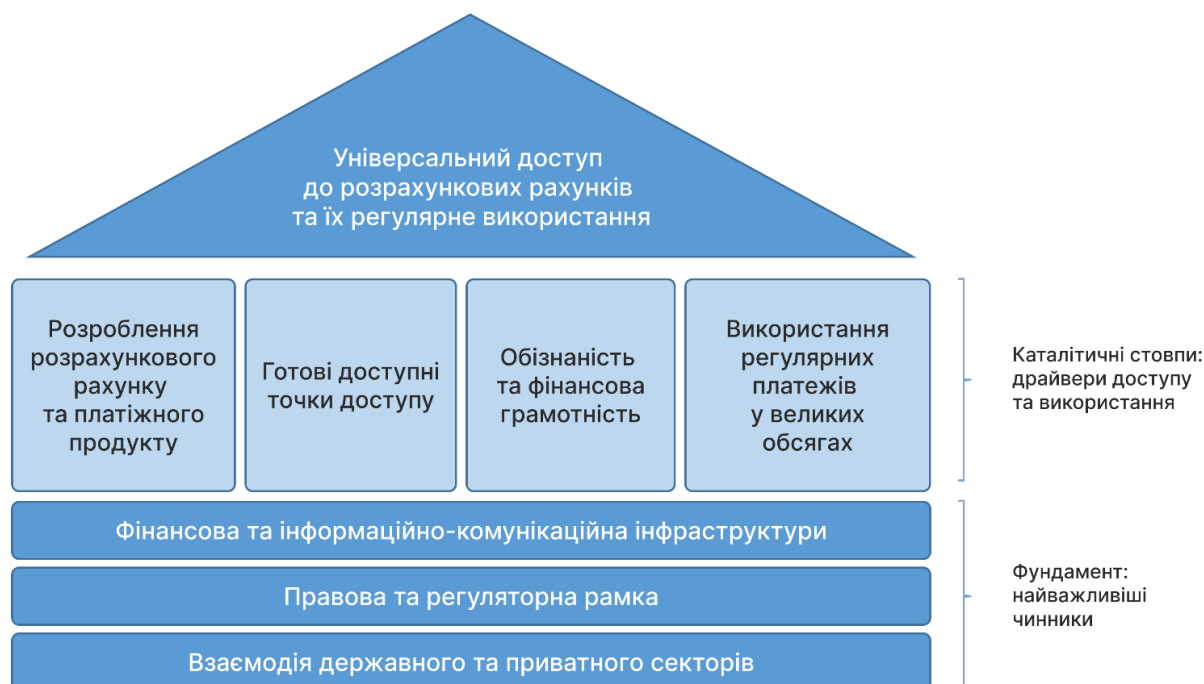 Універсальний доступ
до розрахункових рахунків
та їх регулярне використання
Розроблення
розрахункового
рахунку
та платіжного
продукту
Готові доступні
точки доступу
Обізнаність
та фінансова
грамотність
Використання
регулярних
платежів
у великих
обсягах
Каталітичні стовпи:
драйвери доступу
та використання
Фінансова та інформаційно-комунікаційна інфраструктури
Правова та регуляторна рамка
Взаємодія державного та приватного секторів
Фундамент:
найважливіші
чинники